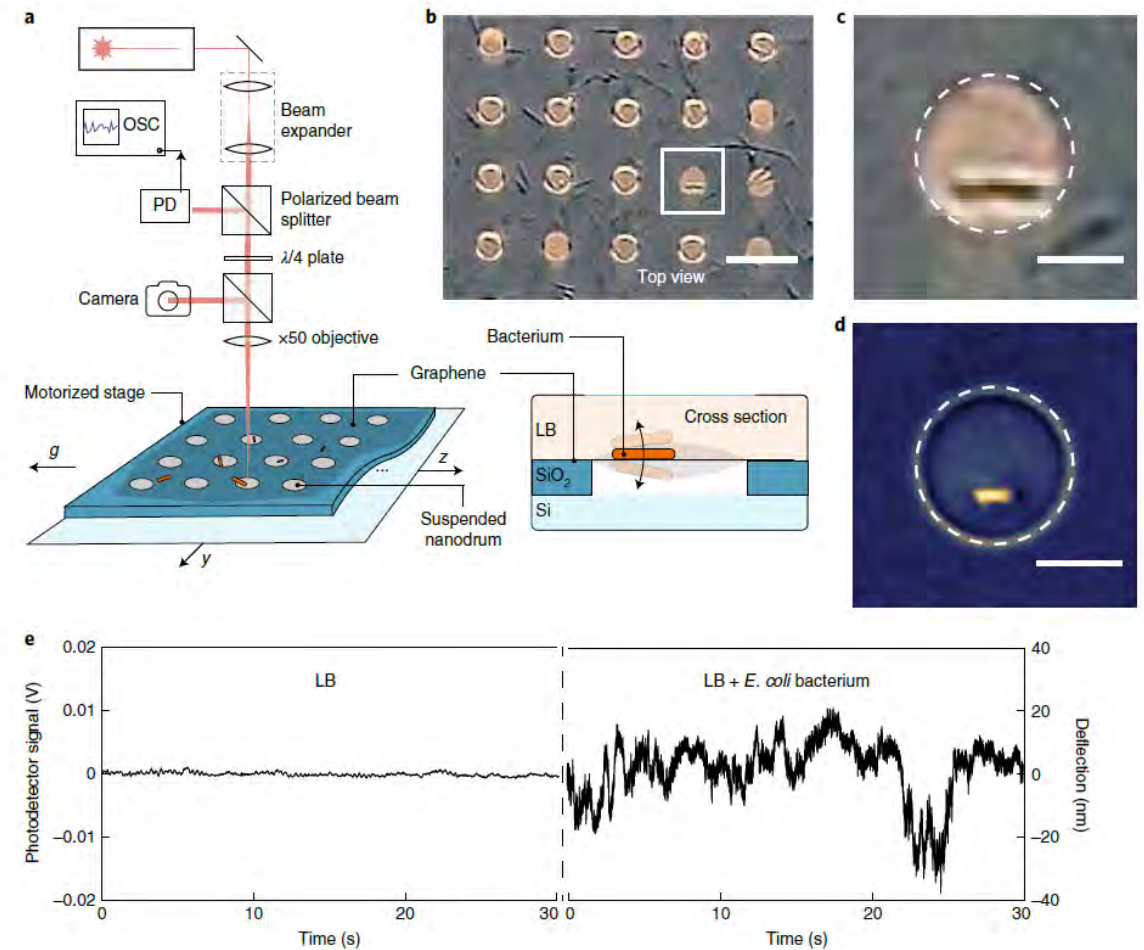 a
OSC
Beam
expander
PD
Polarized beam
splitter
λ/4 plate
Camera
×50 objective
Motorized stage
Graphene
g
z
...
y
Suspended
nanodrum
Bacterium
Cross section
LB
SiO2
Si
b
Top view
c
d
e
Photodetector signal (V)
0.02
0.01
0
–0.01
–0.02
LB
0 10 20 30
Time (s)
LB + E. coli bacterium
0 10 20 30
Time (s)
40
20
0
–20
–40
Deflection (nm)